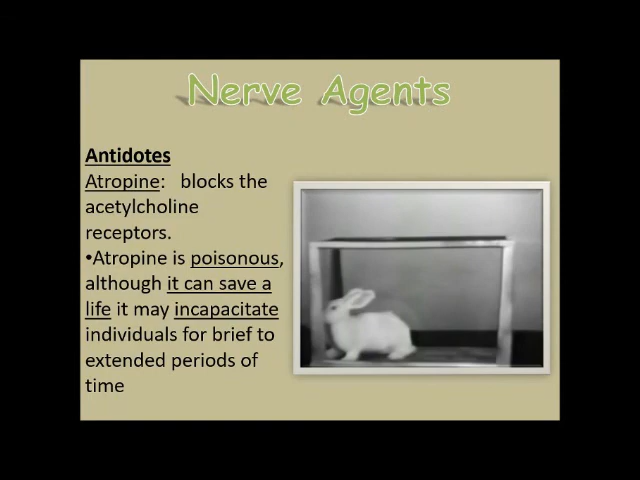 Nerve Agents
Antidotes
Atropine: blocks the
acetylcholine
receptors.
•Atropine is poisonous,
although it can save a
life it may incapacitate
individuals for brief to
extended periods of
time